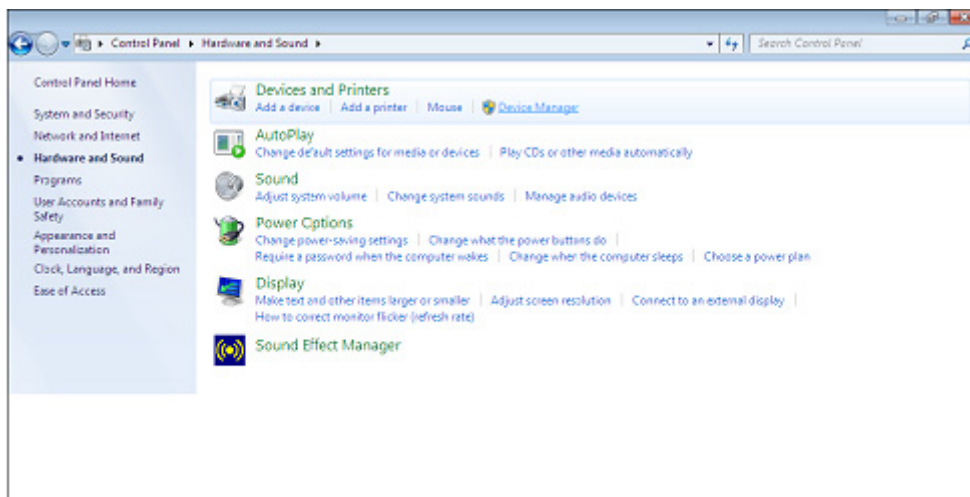 Control Panel ▸ Hardware and Sound ▸
Search Control Panel
Control Panel Home
System and Security
Network and Internet
Hardware and Sound
Programs
User Accounts and Family
Safety
Appearance and
Personalization
Clock, Language, and Region
Ease of Access
Devices and Printers
Add a device | Add a printer | Mouse | Device Manager
AutoPlay
Change default settings for media or devices | Play CDs or other media automatically
Sound
Adjust system volume | Change system sounds | Manage audio devices
Power Options
Change power-saving settings | Change what the power buttons do |
Require a password when the computer wakes | Change when the computer sleeps | Choose a power plan
Display
Make text and other items larger or smaller | Adjust screen resolution | Connect to an external display |
How to correct monitor flicker (refresh rate)
Sound Effect Manager